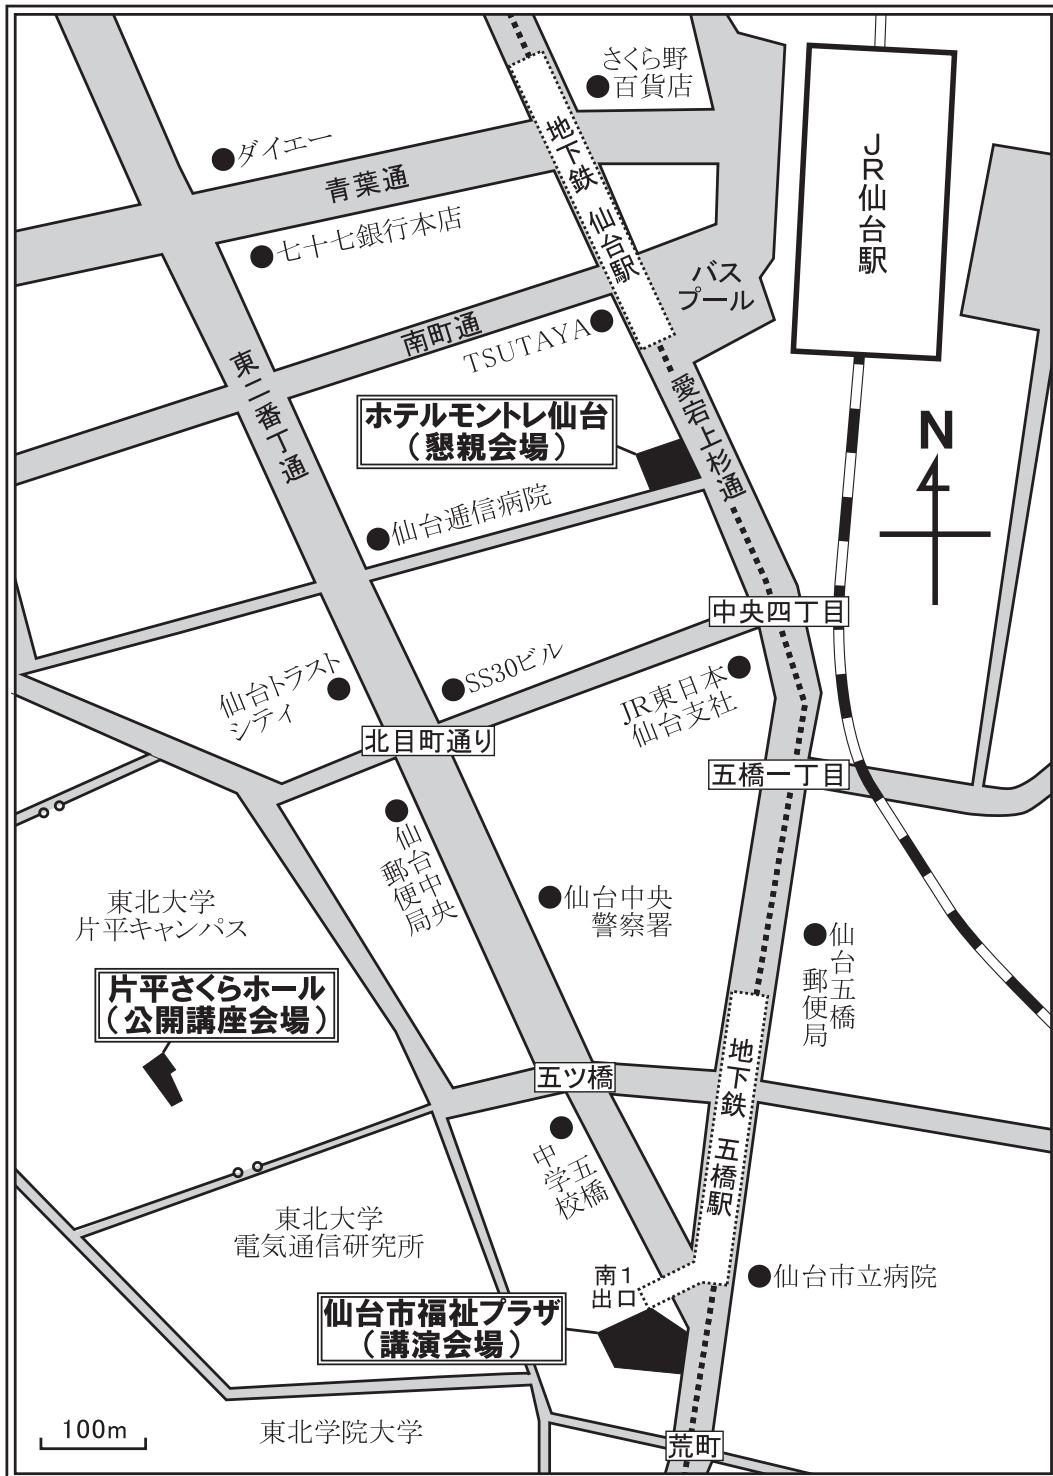 さくら野
百貨店
ダイエー
青葉通
七十七銀行本店
地下鉄 仙台駅
JR仙台駅
バス
プール
南町通
TSUTAYA
東二番丁通
愛宕上杉通
ホテルモントレ仙台
（懇親会場）
N
仙台逓信病院
中央四丁目
SS30ビル
仙台トラスト
シティ
JR東日本
仙台支社
北目町通り
五橋一丁目
仙台中央
郵便局
東北大学
片平キャンパス
仙台中央
警察署
仙台五橋
郵便局
片平さくらホール
（公開講座会場）
地下鉄 五橋駅
五ツ橋
五橋
中学校
東北大学
電気通信研究所
南1
出口
仙台市立病院
仙台市福祉プラザ
（講演会場）
100m
東北学院大学
荒町